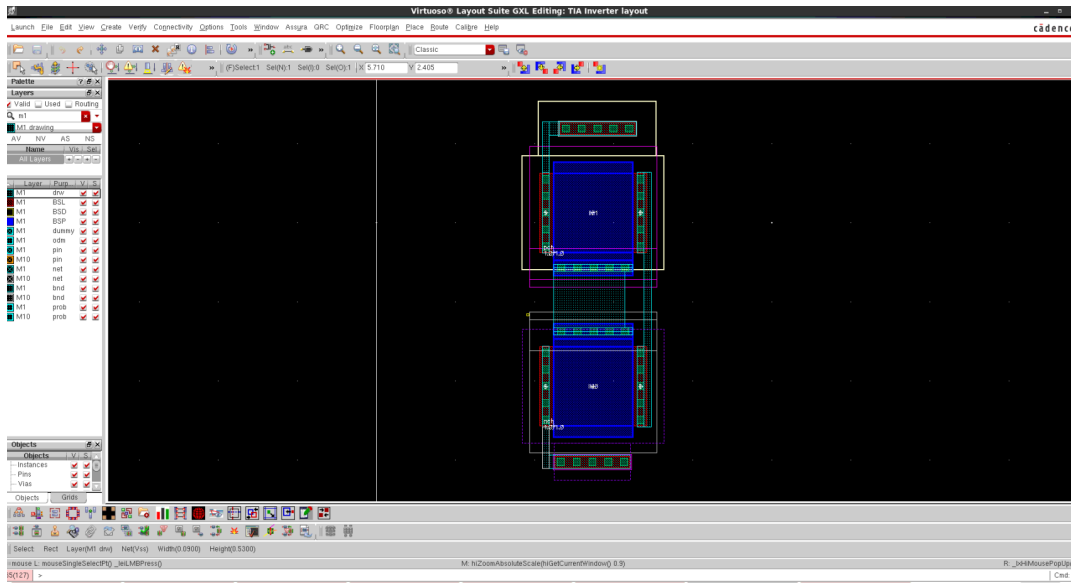 Virtuoso® Layout Suite GXL Editing: TIA Inverter layout
Launch File Edit View Create Verify Connectivity Options Tools Window Assura QRC Optimize Floorplan Place Route Calibre Help
cādence
Classic
(F)Select:1 Sel(N):1 Sel(I):0 Sel(O):1 X 5.710 Y 2.405
Palette
Layers
Valid Used Routing
m1
M1 drawing
AV NV AS NS
Name Vis Sel
All Layers
Layer Purp V S
M1 drw
M1 BSL
M1 BSD
M1 BSP
M1 dummy
M1 odm
M1 pin
M10 pin
M1 net
M10 net
M1 bnd
M10 bnd
M1 prob
M10 prob
Objects
Objects V S
Instances
Pins
Vias
Objects Grids
pch
nch
Select Rect Layer(M1 drw) Net(Vss) Width(0.0900) Height(0.5300)
mouse L: mouseSingleSelectPt() _leiLMBPress() M: hiZoomAbsoluteScale(hiGetCurrentWindow() 0.9)
35(127) > Cmd: